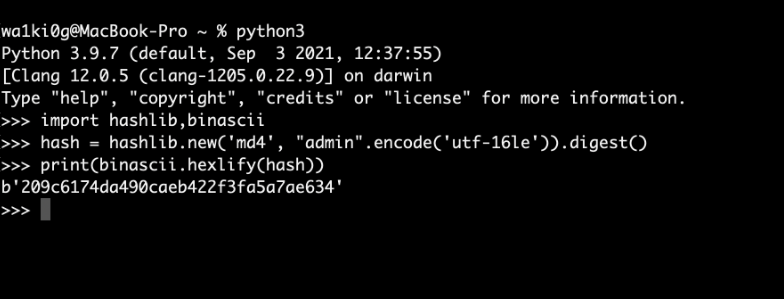 wa1ki0g@MacBook-Pro ~ % python3
Python 3.9.7 (default, Sep  3 2021, 12:37:55)
[Clang 12.0.5 (clang-1205.0.22.9)] on darwin
Type "help", "copyright", "credits" or "license" for more information.
>>> import hashlib,binascii
>>> hash = hashlib.new('md4', "admin".encode('utf-16le')).digest()
>>> print(binascii.hexlify(hash))
b'209c6174da490caeb422f3fa5a7ae634'
>>>